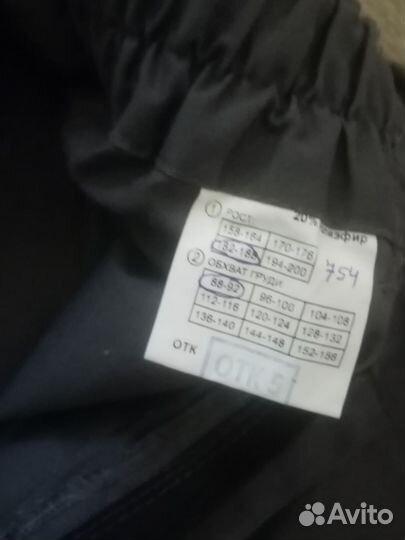 ① РОСТ: 20% эфир
158-164 170-176
182-188 194-200
② ОБХВАТ ГРУДИ 754
88-92 96-100 104-108
112-116 120-124 128-132
136-140 144-148 152-156
ОТК ОТК 9
Avito